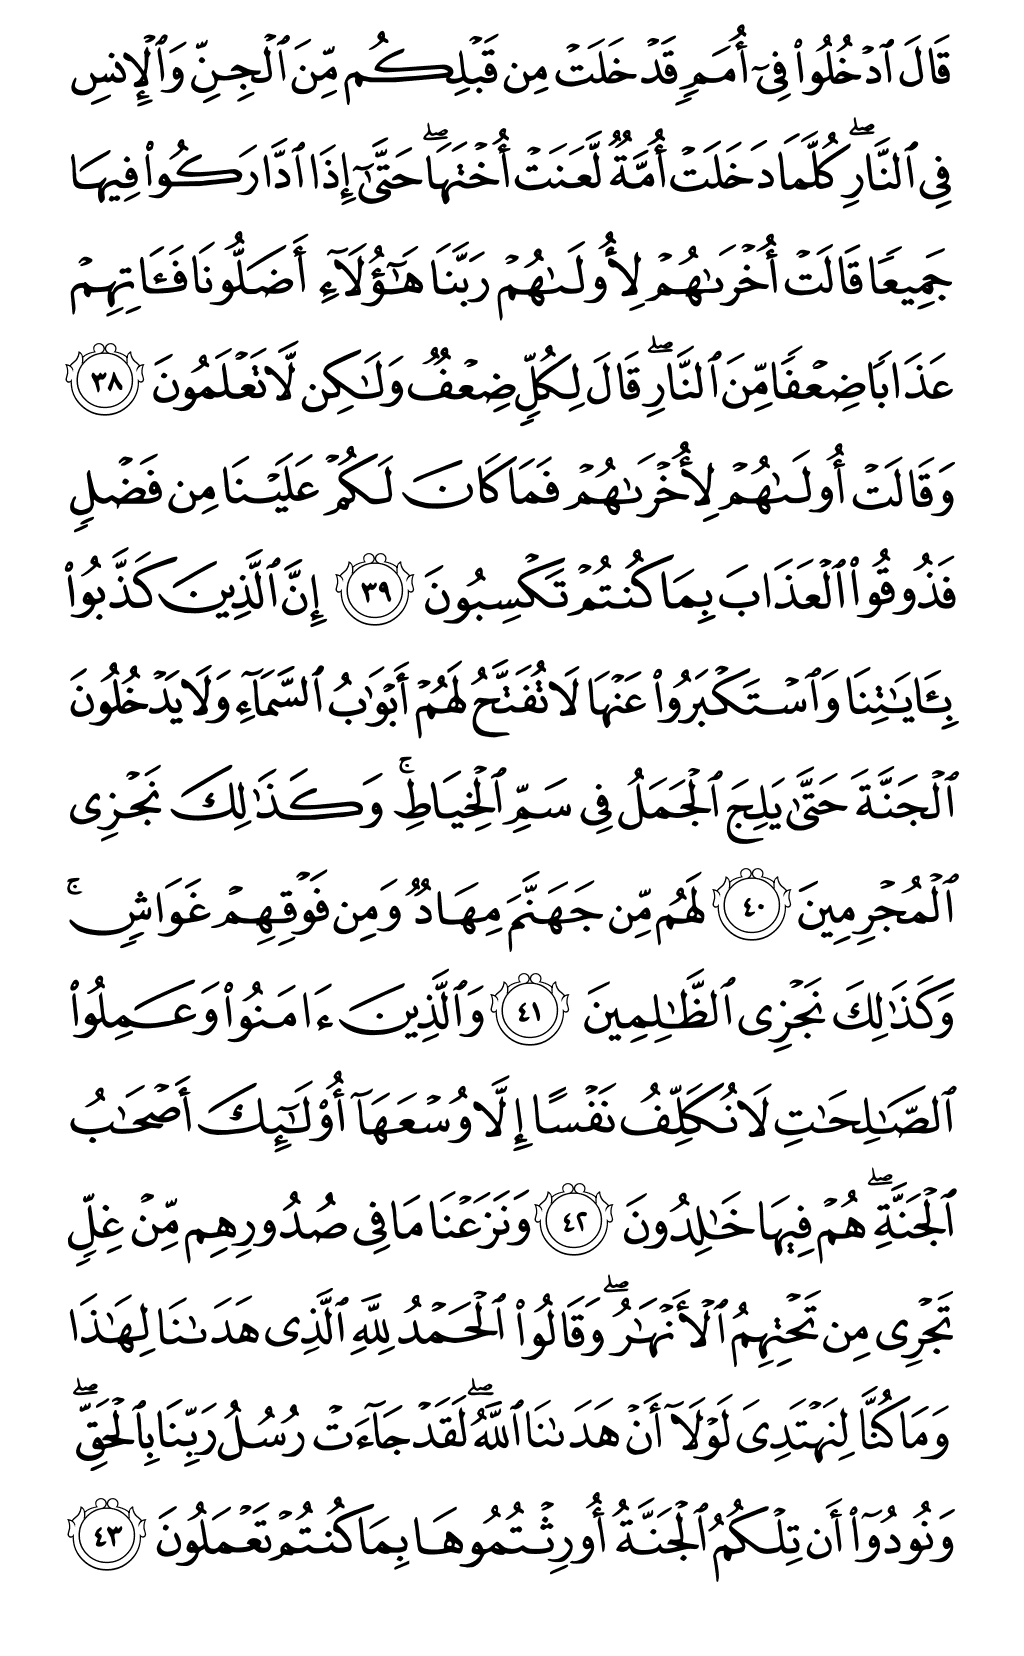 قَالَ ٱدْخُلُوا۟ فِىٓ أُمَمٍۢ قَدْ خَلَتْ مِن قَبْلِكُم مِّنَ ٱلْجِنِّ وَٱلْإِنسِ
فِى ٱلنَّارِ ۖ كُلَّمَا دَخَلَتْ أُمَّةٌۭ لَّعَنَتْ أُخْتَهَا ۖ حَتَّىٰٓ إِذَا ٱدَّارَكُوا۟ فِيهَا
جَمِيعًۭا قَالَتْ أُخْرَىٰهُمْ لِأُولَىٰهُمْ رَبَّنَا هَٰٓؤُلَآءِ أَضَلُّونَا فَـَٔاتِهِمْ
عَذَابًۭا ضِعْفًۭا مِّنَ ٱلنَّارِ ۖ قَالَ لِكُلٍّۢ ضِعْفٌۭ وَلَٰكِن لَّا تَعْلَمُونَ ٣٨
وَقَالَتْ أُولَىٰهُمْ لِأُخْرَىٰهُمْ فَمَا كَانَ لَكُمْ عَلَيْنَا مِن فَضْلٍۢ
فَذُوقُوا۟ ٱلْعَذَابَ بِمَا كُنتُمْ تَكْسِبُونَ ٣٩ إِنَّ ٱلَّذِينَ كَذَّبُوا۟
بِـَٔايَٰتِنَا وَٱسْتَكْبَرُوا۟ عَنْهَا لَا تُفَتَّحُ لَهُمْ أَبْوَٰبُ ٱلسَّمَآءِ وَلَا يَدْخُلُونَ
ٱلْجَنَّةَ حَتَّىٰ يَلِجَ ٱلْجَمَلُ فِى سَمِّ ٱلْخِيَاطِ ۚ وَكَذَٰلِكَ نَجْزِى
ٱلْمُجْرِمِينَ ٤٠ لَهُم مِّن جَهَنَّمَ مِهَادٌۭ وَمِن فَوْقِهِمْ غَوَاشٍۢ ۚ
وَكَذَٰلِكَ نَجْزِى ٱلظَّٰلِمِينَ ٤١ وَٱلَّذِينَ ءَامَنُوا۟ وَعَمِلُوا۟
ٱلصَّٰلِحَٰتِ لَا نُكَلِّفُ نَفْسًا إِلَّا وُسْعَهَآ أُو۟لَٰٓئِكَ أَصْحَٰبُ
ٱلْجَنَّةِ ۖ هُمْ فِيهَا خَٰلِدُونَ ٤٢ وَنَزَعْنَا مَا فِى صُدُورِهِم مِّنْ غِلٍّۢ
تَجْرِى مِن تَحْتِهِمُ ٱلْأَنْهَٰرُ ۖ وَقَالُوا۟ ٱلْحَمْدُ لِلَّهِ ٱلَّذِى هَدَىٰنَا لِهَٰذَا
وَمَا كُنَّا لِنَهْتَدِىَ لَوْلَآ أَنْ هَدَىٰنَا ٱللَّهُ ۖ لَقَدْ جَآءَتْ رُسُلُ رَبِّنَا بِٱلْحَقِّ ۖ
وَنُودُوٓا۟ أَن تِلْكُمُ ٱلْجَنَّةُ أُورِثْتُمُوهَا بِمَا كُنتُمْ تَعْمَلُونَ ٤٣